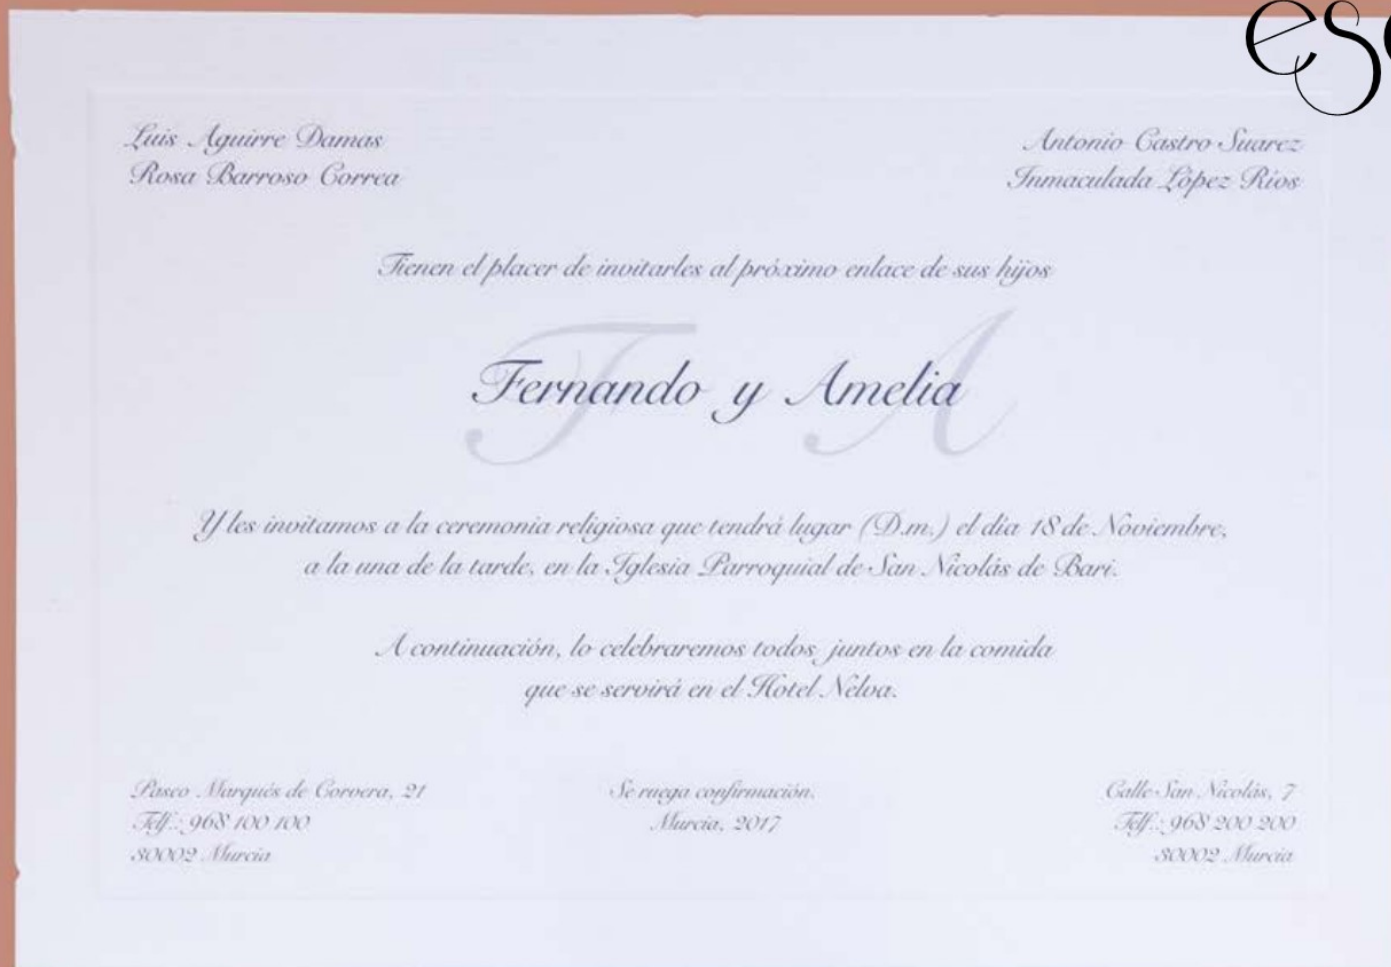 esc
Luis Aguirre Damas
Rosa Barroso Correa
Antonio Castro Suarez
Inmaculada López Ríos
Tienen el placer de invitarles al próximo enlace de sus hijos
F A
Fernando y Amelia
Y les invitamos a la ceremonia religiosa que tendrá lugar (D.m.) el día 18 de Noviembre,
a la una de la tarde, en la Iglesia Parroquial de San Nicolás de Bari.
A continuación, lo celebraremos todos juntos en la comida
que se servirá en el Hotel Nelva.
Paseo Marqués de Corvera, 21
Telf.: 968 100 100
30002 Murcia
Se ruega confirmación.
Murcia, 2017
Calle San Nicolás, 7
Telf.: 968 200 200
30002 Murcia